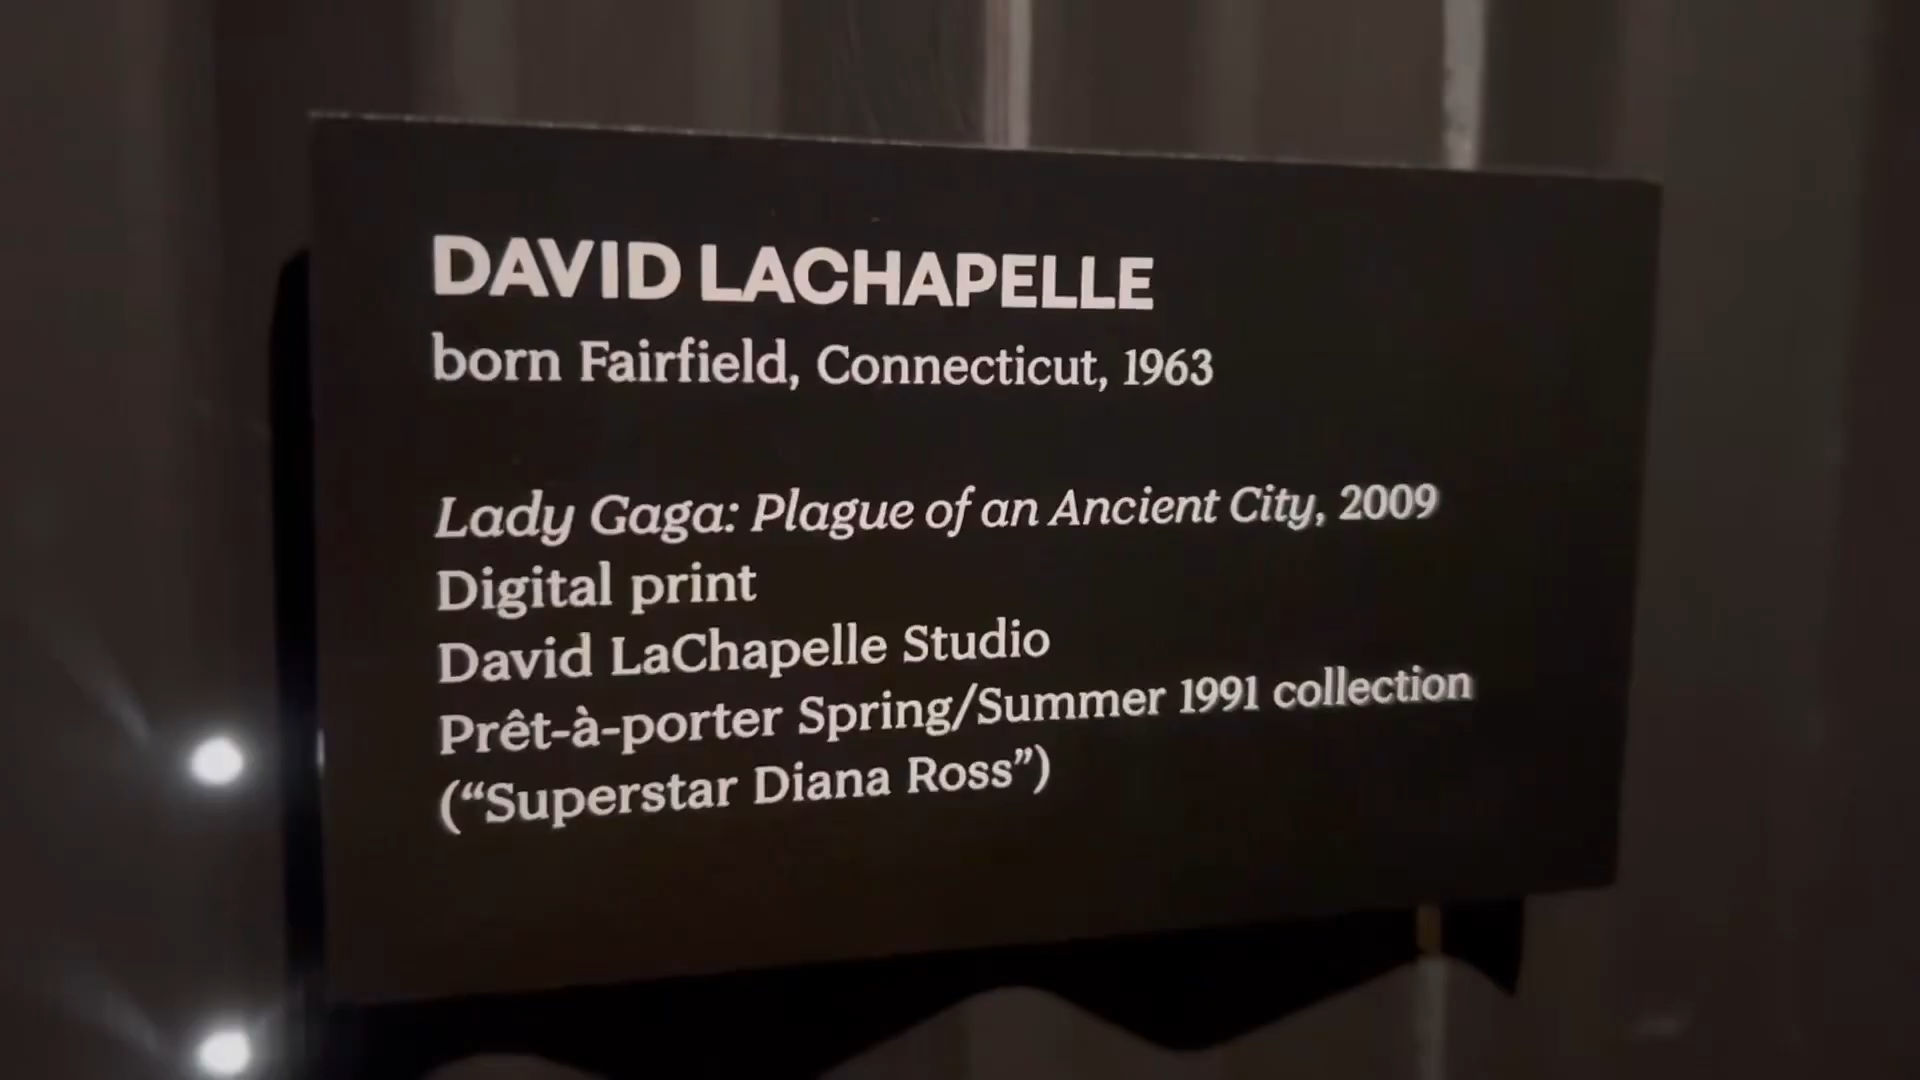 DAVID LACHAPELLE
born Fairfield, Connecticut, 1963
Lady Gaga: Plague of an Ancient City, 2009
Digital print
David LaChapelle Studio
Prêt-à-porter Spring/Summer 1991 collection
(“Superstar Diana Ross”)